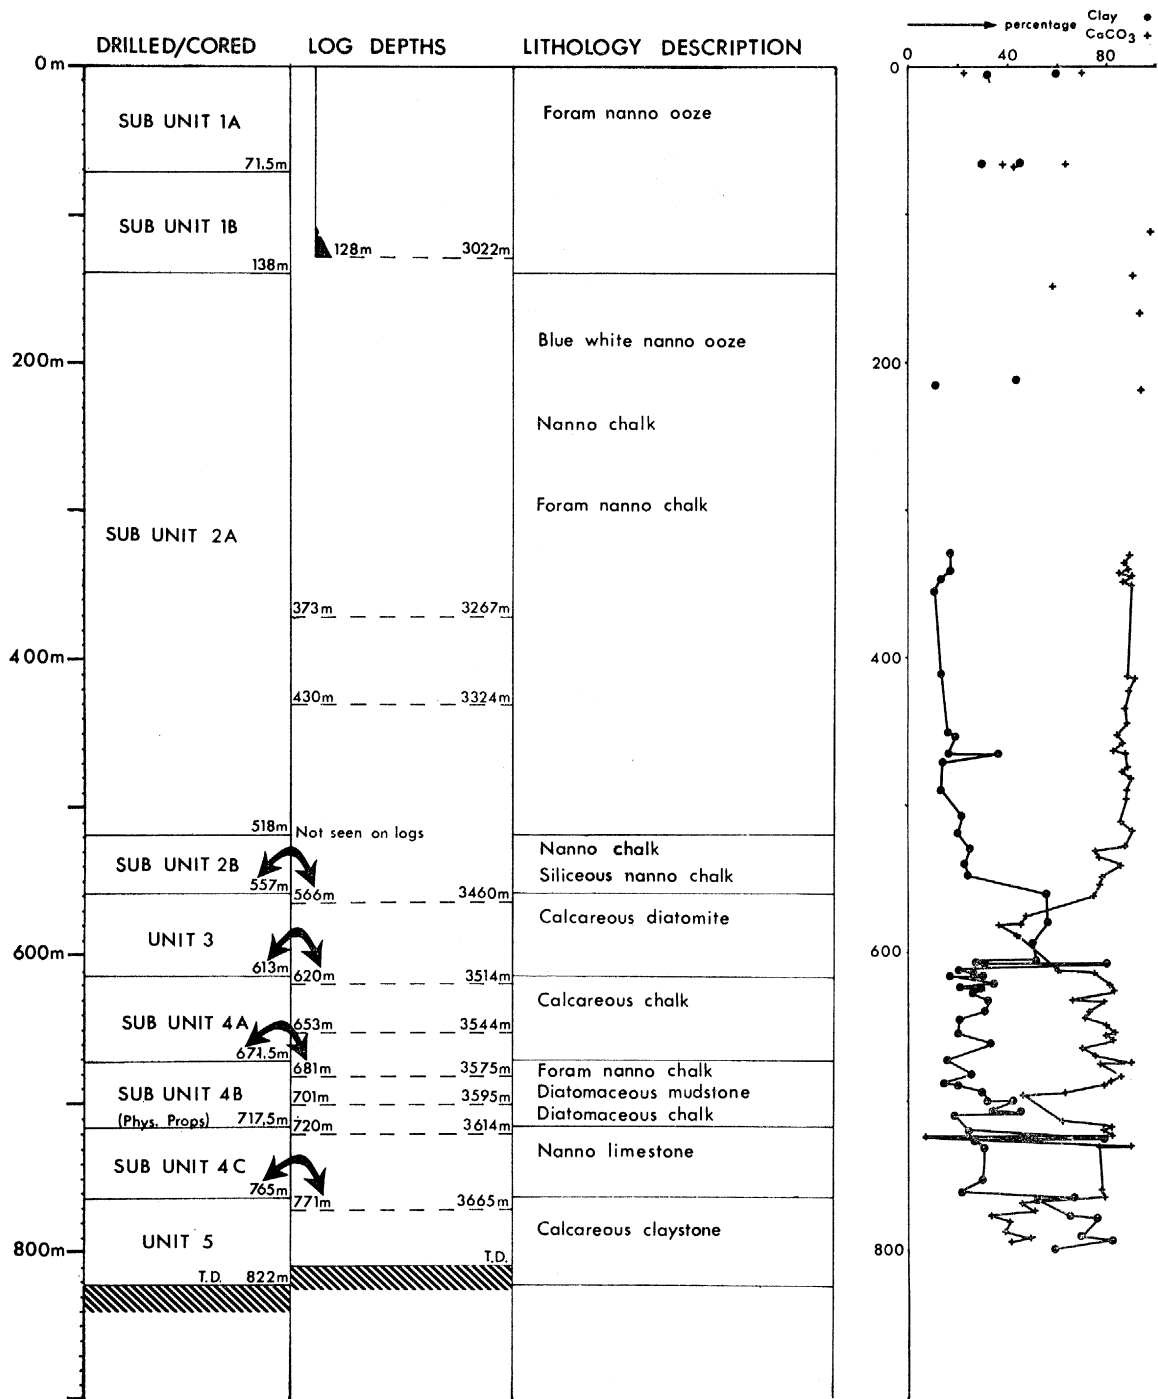 DRILLED/CORED LOG DEPTHS LITHOLOGY DESCRIPTION
percentage Clay
CaCO3 +
0 40 80
0 m 0
SUB UNIT 1A Foram nanno ooze
71.5m
SUB UNIT 1B
128m 3022m
138m
Blue white nanno ooze
200m 200
Nanno chalk
Foram nanno chalk
SUB UNIT 2A
373m 3267m
400m 400
430m 3324m
518m Not seen on logs
Nanno chalk
SUB UNIT 2B
Siliceous nanno chalk
557m 566m 3460m
Calcareous diatomite
UNIT 3
600m 600
613m 620m 3514m
Calcareous chalk
SUB UNIT 4A 653m 3544m
671.5m
681m 3575m Foram nanno chalk
SUB UNIT 4B 701m 3595m Diatomaceous mudstone
(Phys. Props) 717.5m 720m 3614m Diatomaceous chalk
Nanno limestone
SUB UNIT 4C
765m 771m 3665m
Calcareous claystone
UNIT 5
800m T.D. 800
T.D. 822m